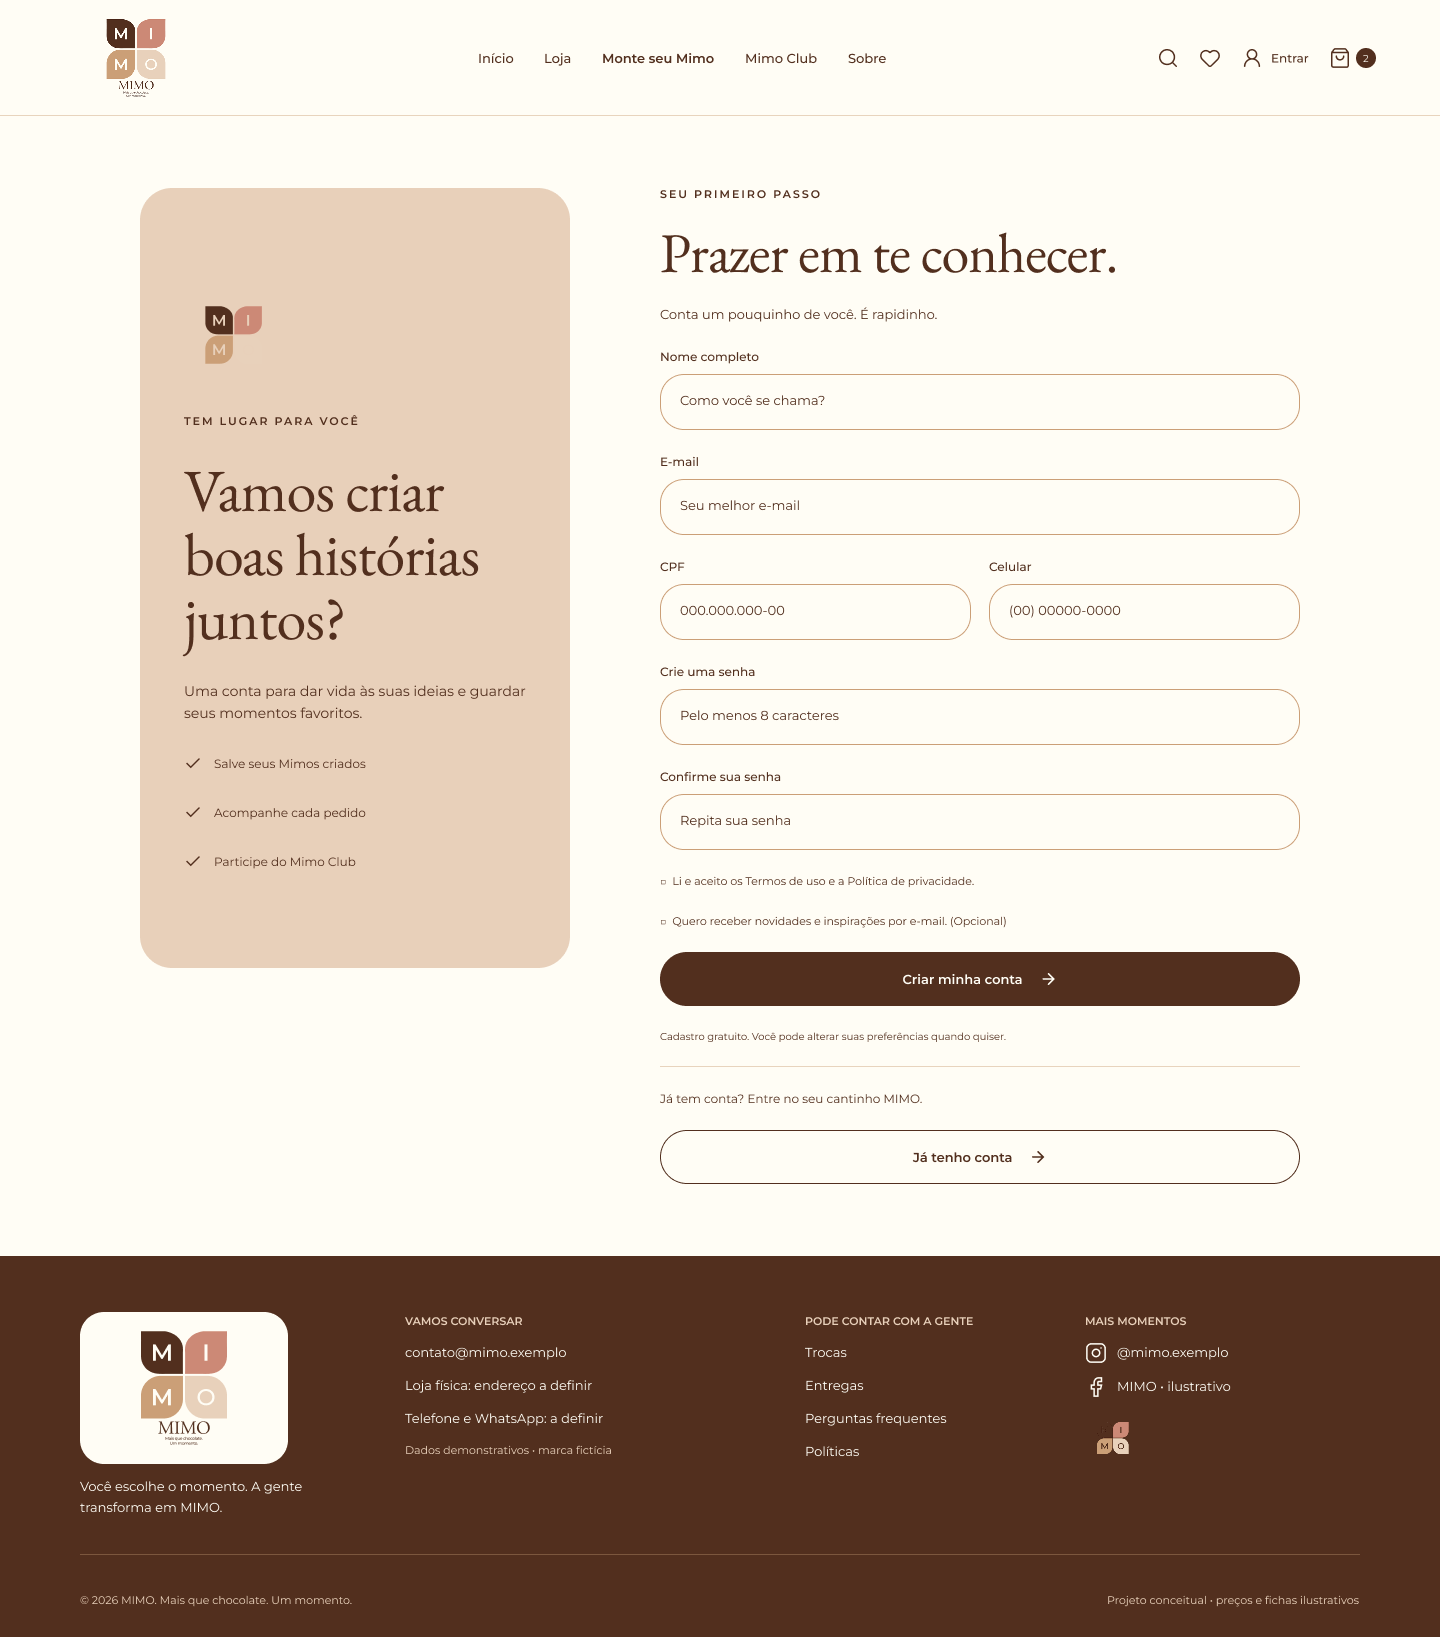 M I
M O
MIMO
Início Loja Monte seu Mimo Mimo Club Sobre
Entrar 2
M I
M
TEM LUGAR PARA VOCÊ
Vamos criar
boas histórias
juntos?
Uma conta para dar vida às suas ideias e guardar
seus momentos favoritos.
Salve seus Mimos criados
Acompanhe cada pedido
Participe do Mimo Club
SEU PRIMEIRO PASSO
Prazer em te conhecer.
Conta um pouquinho de você. É rapidinho.
Nome completo
Como você se chama?
E-mail
Seu melhor e-mail
CPF Celular
000.000.000-00 (00) 00000-0000
Crie uma senha
Pelo menos 8 caracteres
Confirme sua senha
Repita sua senha
Li e aceito os Termos de uso e a Política de privacidade.
Quero receber novidades e inspirações por e-mail. (Opcional)
Criar minha conta
Cadastro gratuito. Você pode alterar suas preferências quando quiser.
Já tem conta? Entre no seu cantinho MIMO.
Já tenho conta
M I
M O
MIMO
Mais que chocolate.
Um momento.
Você escolhe o momento. A gente
transforma em MIMO.
VAMOS CONVERSAR
contato@mimo.exemplo
Loja física: endereço a definir
Telefone e WhatsApp: a definir
Dados demonstrativos • marca fictícia
PODE CONTAR COM A GENTE
Trocas
Entregas
Perguntas frequentes
Políticas
MAIS MOMENTOS
@mimo.exemplo
MIMO • ilustrativo
I
M O
© 2026 MIMO. Mais que chocolate. Um momento.
Projeto conceitual • preços e fichas ilustrativos